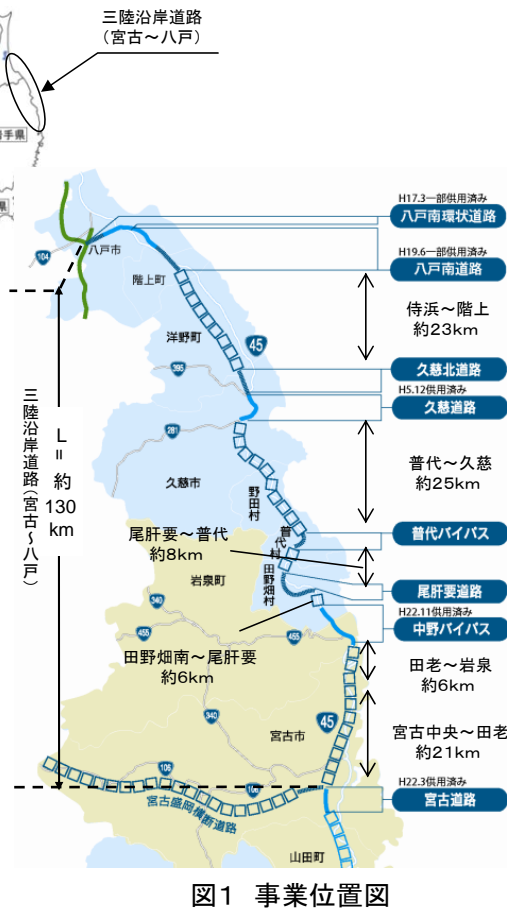 三陸沿岸道路
(宮古～八戸)
手県
H17.3一部供用済み
八戸南環状道路
104
八戸市
H19.6一部供用済み
八戸南道路
階上町
侍浜～階上
約23km
洋野町
45
395
久慈北道路
H5.12供用済み
久慈道路
281
三陸沿岸道路(宮古～八戸)
L=約130km
久慈市
野田村
普代～久慈
約25km
尾肝要～普代
約8km
普代村
普代バイパス
岩泉町
田野畑村
尾肝要道路
340
H22.11供用済み
中野バイパス
455
455
田野畑南～尾肝要
約6km
田老～岩泉
約6km
340
45
宮古市
宮古中央～田老
約21km
106
106
H22.3供用済み
宮古道路
宮古盛岡横断道路
山田町
図1 事業位置図